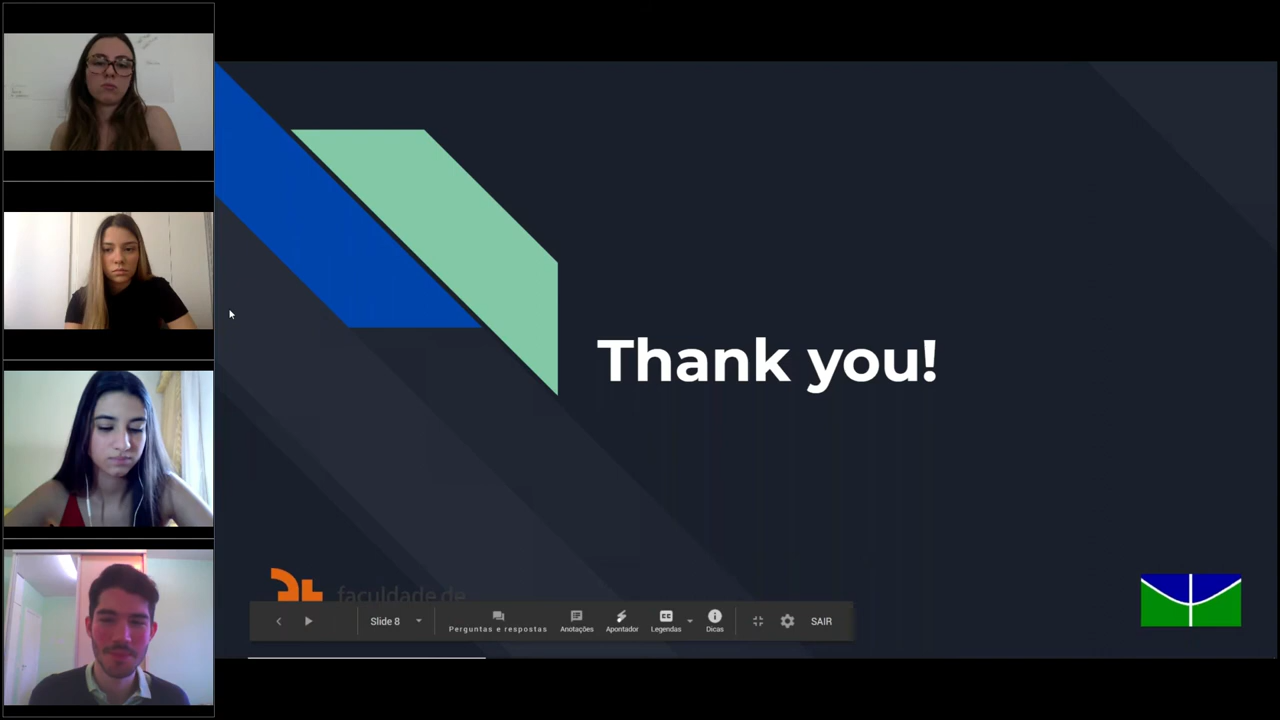 Thank you!
faculdade de
Slide 8
Perguntas e respostas
Anotações
Apontador
Legendas
Dicas
SAIR